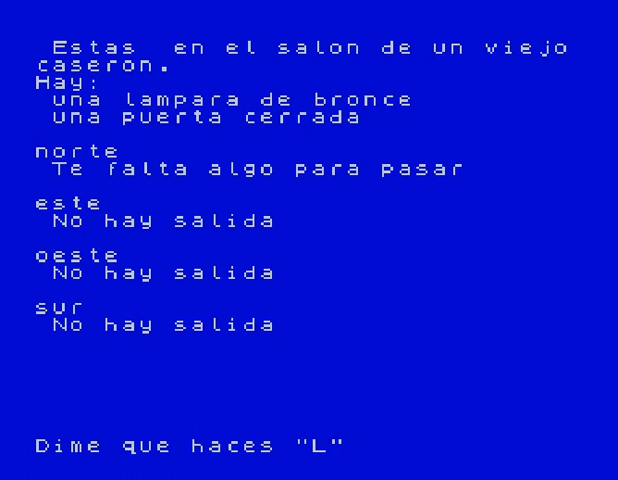 Estas en el salon de un viejo
caseron.
Hay:
una lampara de bronce
una puerta cerrada
norte
Te falta algo para pasar
este
No hay salida
oeste
No hay salida
sur
No hay salida
Dime que haces "L"